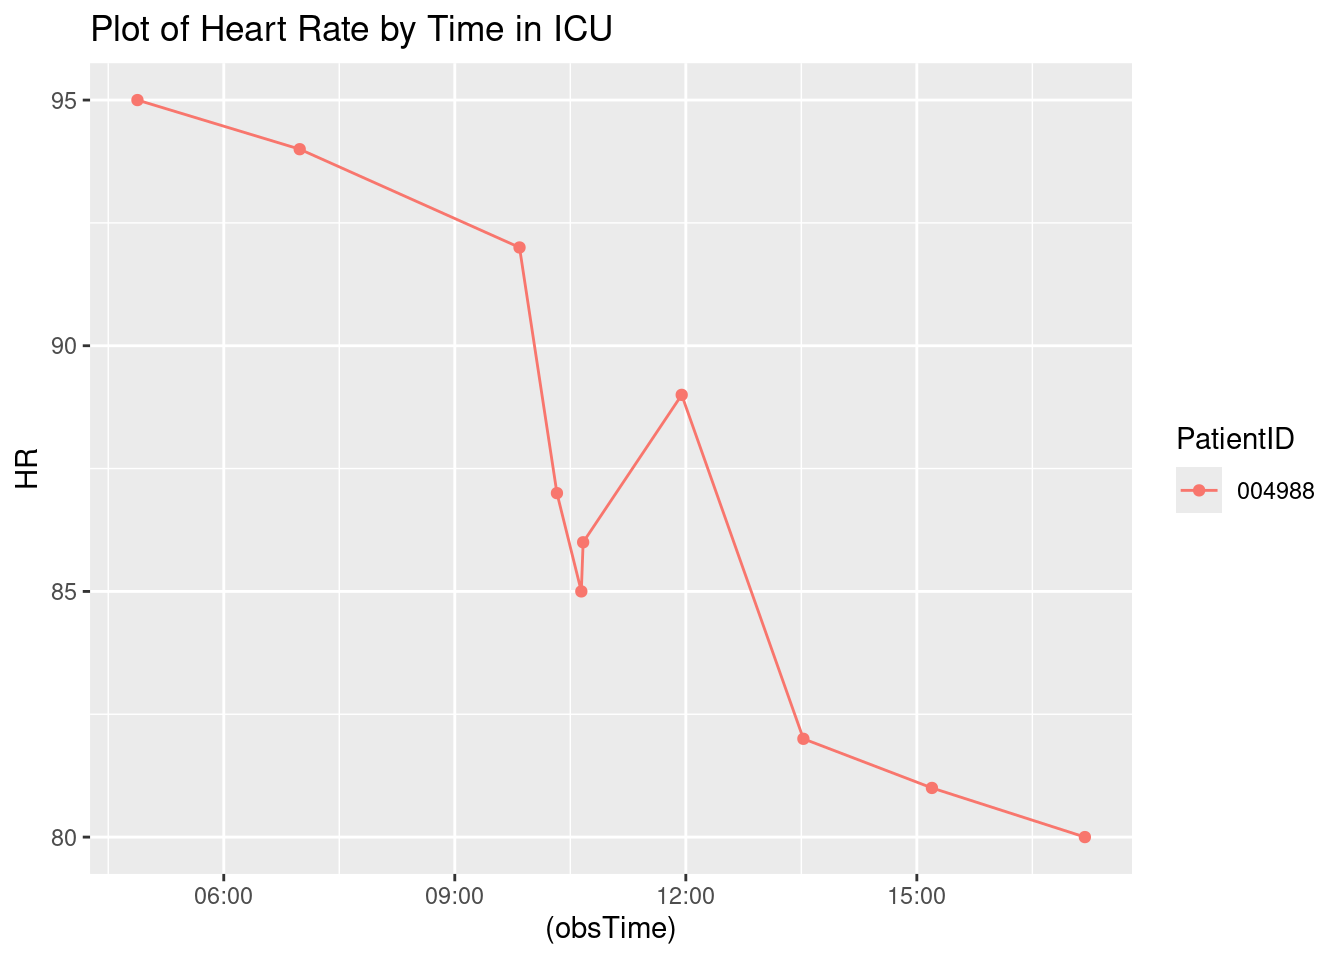 Plot of Heart Rate by Time in ICU
95
90
85
80
HR
06:00 09:00 12:00 15:00
(obsTime)
PatientID
004988